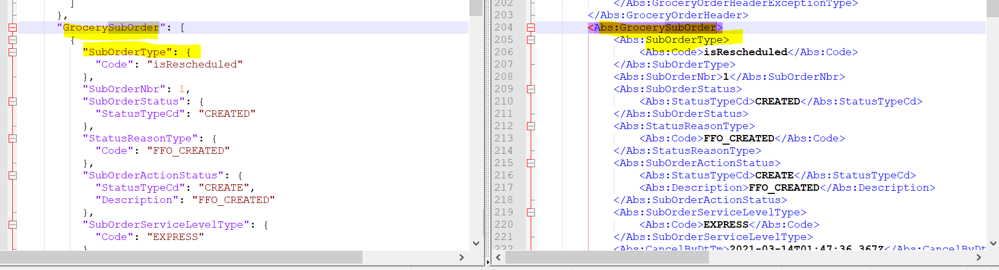 ]
},
"GrocerySubOrder": [
{
"SubOrderType": {
"Code": "isRescheduled"
},
"SubOrderNbr": 1,
"SubOrderStatus": {
"StatusTypeCd": "CREATED"
},
"StatusReasonType": {
"Code": "FFO_CREATED"
},
"SubOrderActionStatus": {
"StatusTypeCd": "CREATE",
"Description": "FFO_CREATED"
},
"SubOrderServiceLevelType": {
"Code": "EXPRESS"
}
202 </Abs:GroceryOrderHeaderExceptionType>
203 </Abs:GroceryOrderHeader>
204 <Abs:GrocerySubOrder>
205 <Abs:SubOrderType>
206 <Abs:Code>isRescheduled</Abs:Code>
207 </Abs:SubOrderType>
208 <Abs:SubOrderNbr>1</Abs:SubOrderNbr>
209 <Abs:SubOrderStatus>
210 <Abs:StatusTypeCd>CREATED</Abs:StatusTypeCd>
211 </Abs:SubOrderStatus>
212 <Abs:StatusReasonType>
213 <Abs:Code>FFO_CREATED</Abs:Code>
214 </Abs:StatusReasonType>
215 <Abs:SubOrderActionStatus>
216 <Abs:StatusTypeCd>CREATE</Abs:StatusTypeCd>
217 <Abs:Description>FFO_CREATED</Abs:Description>
218 </Abs:SubOrderActionStatus>
219 <Abs:SubOrderServiceLevelType>
220 <Abs:Code>EXPRESS</Abs:Code>
221 </Abs:SubOrderServiceLevelType>
222 <Abs:CancelByDtTm>2021-03-14T01:47:36.367Z</Abs:CancelByDt